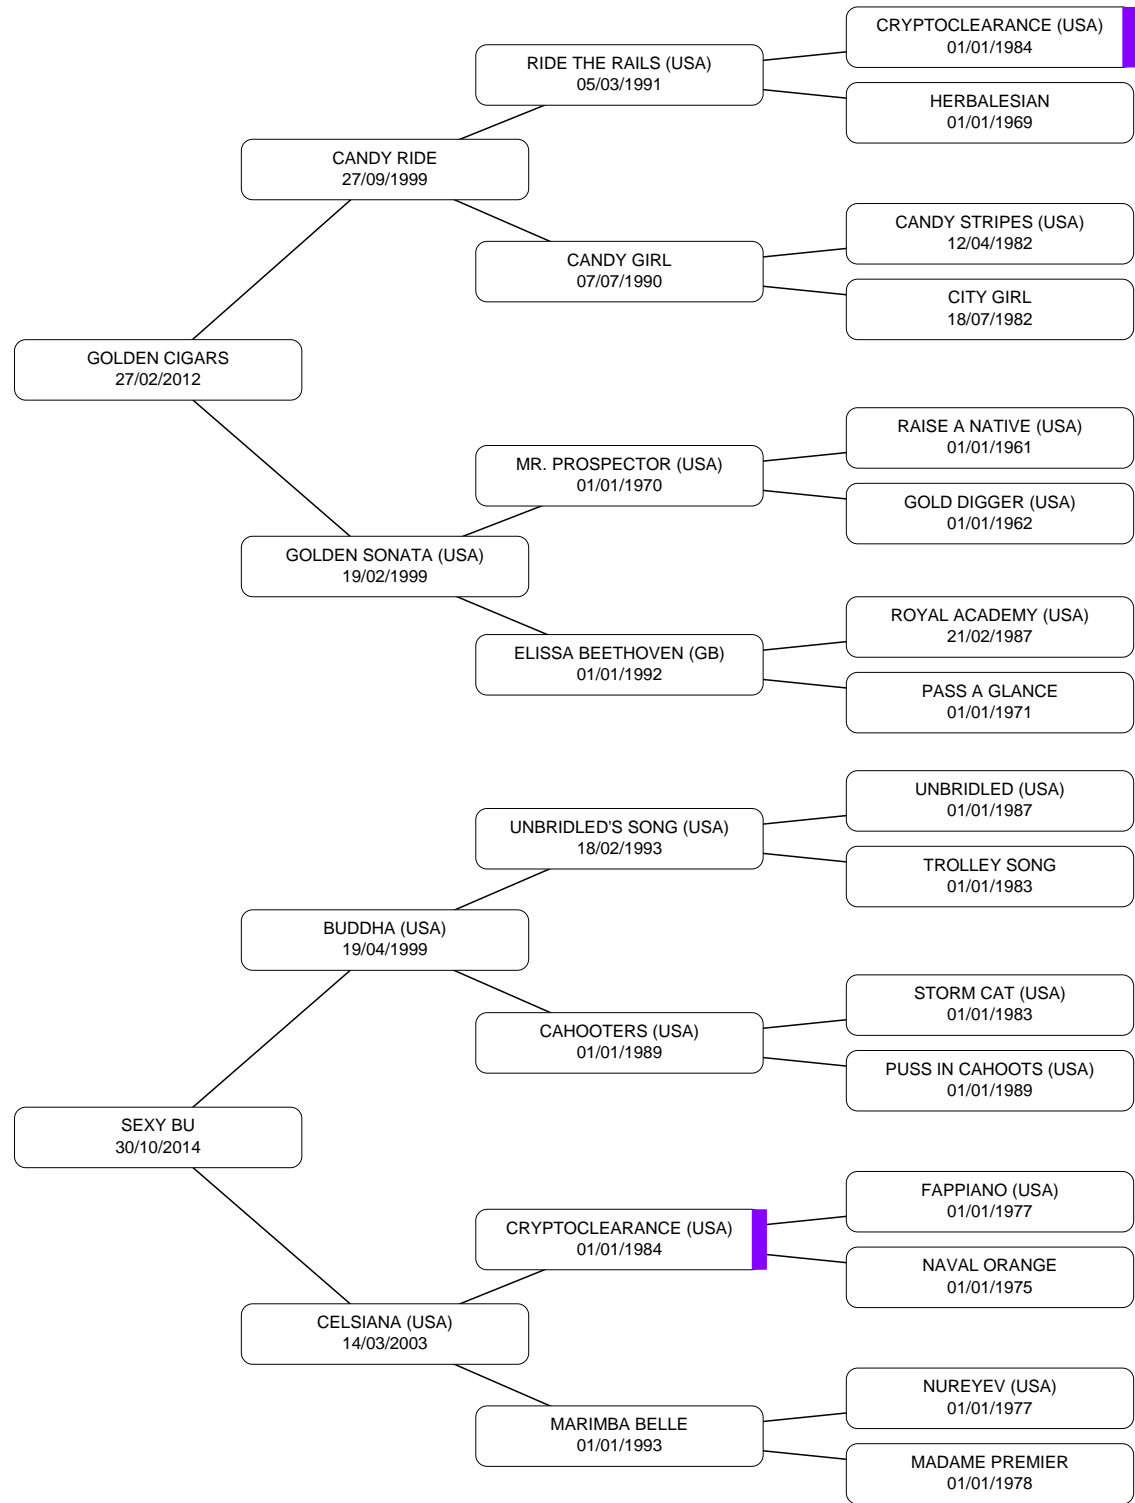 CRYPTOCLEARANCE (USA)
01/01/1984
RIDE THE RAILS (USA)
05/03/1991
HERBALESIAN
01/01/1969
CANDY RIDE
27/09/1999
CANDY STRIPES (USA)
12/04/1982
CANDY GIRL
07/07/1990
CITY GIRL
18/07/1982
GOLDEN CIGARS
27/02/2012
RAISE A NATIVE (USA)
01/01/1961
MR. PROSPECTOR (USA)
01/01/1970
GOLD DIGGER (USA)
01/01/1962
GOLDEN SONATA (USA)
19/02/1999
ROYAL ACADEMY (USA)
21/02/1987
ELISSA BEETHOVEN (GB)
01/01/1992
PASS A GLANCE
01/01/1971
UNBRIDLED (USA)
01/01/1987
UNBRIDLED'S SONG (USA)
18/02/1993
TROLLEY SONG
01/01/1983
BUDDHA (USA)
19/04/1999
STORM CAT (USA)
01/01/1983
CAHOOTERS (USA)
01/01/1989
PUSS IN CAHOOTS (USA)
01/01/1989
SEXY BU
30/10/2014
FAPPIANO (USA)
01/01/1977
CRYPTOCLEARANCE (USA)
01/01/1984
NAVAL ORANGE
01/01/1975
CELSIANA (USA)
14/03/2003
NUREYEV (USA)
01/01/1977
MARIMBA BELLE
01/01/1993
MADAME PREMIER
01/01/1978